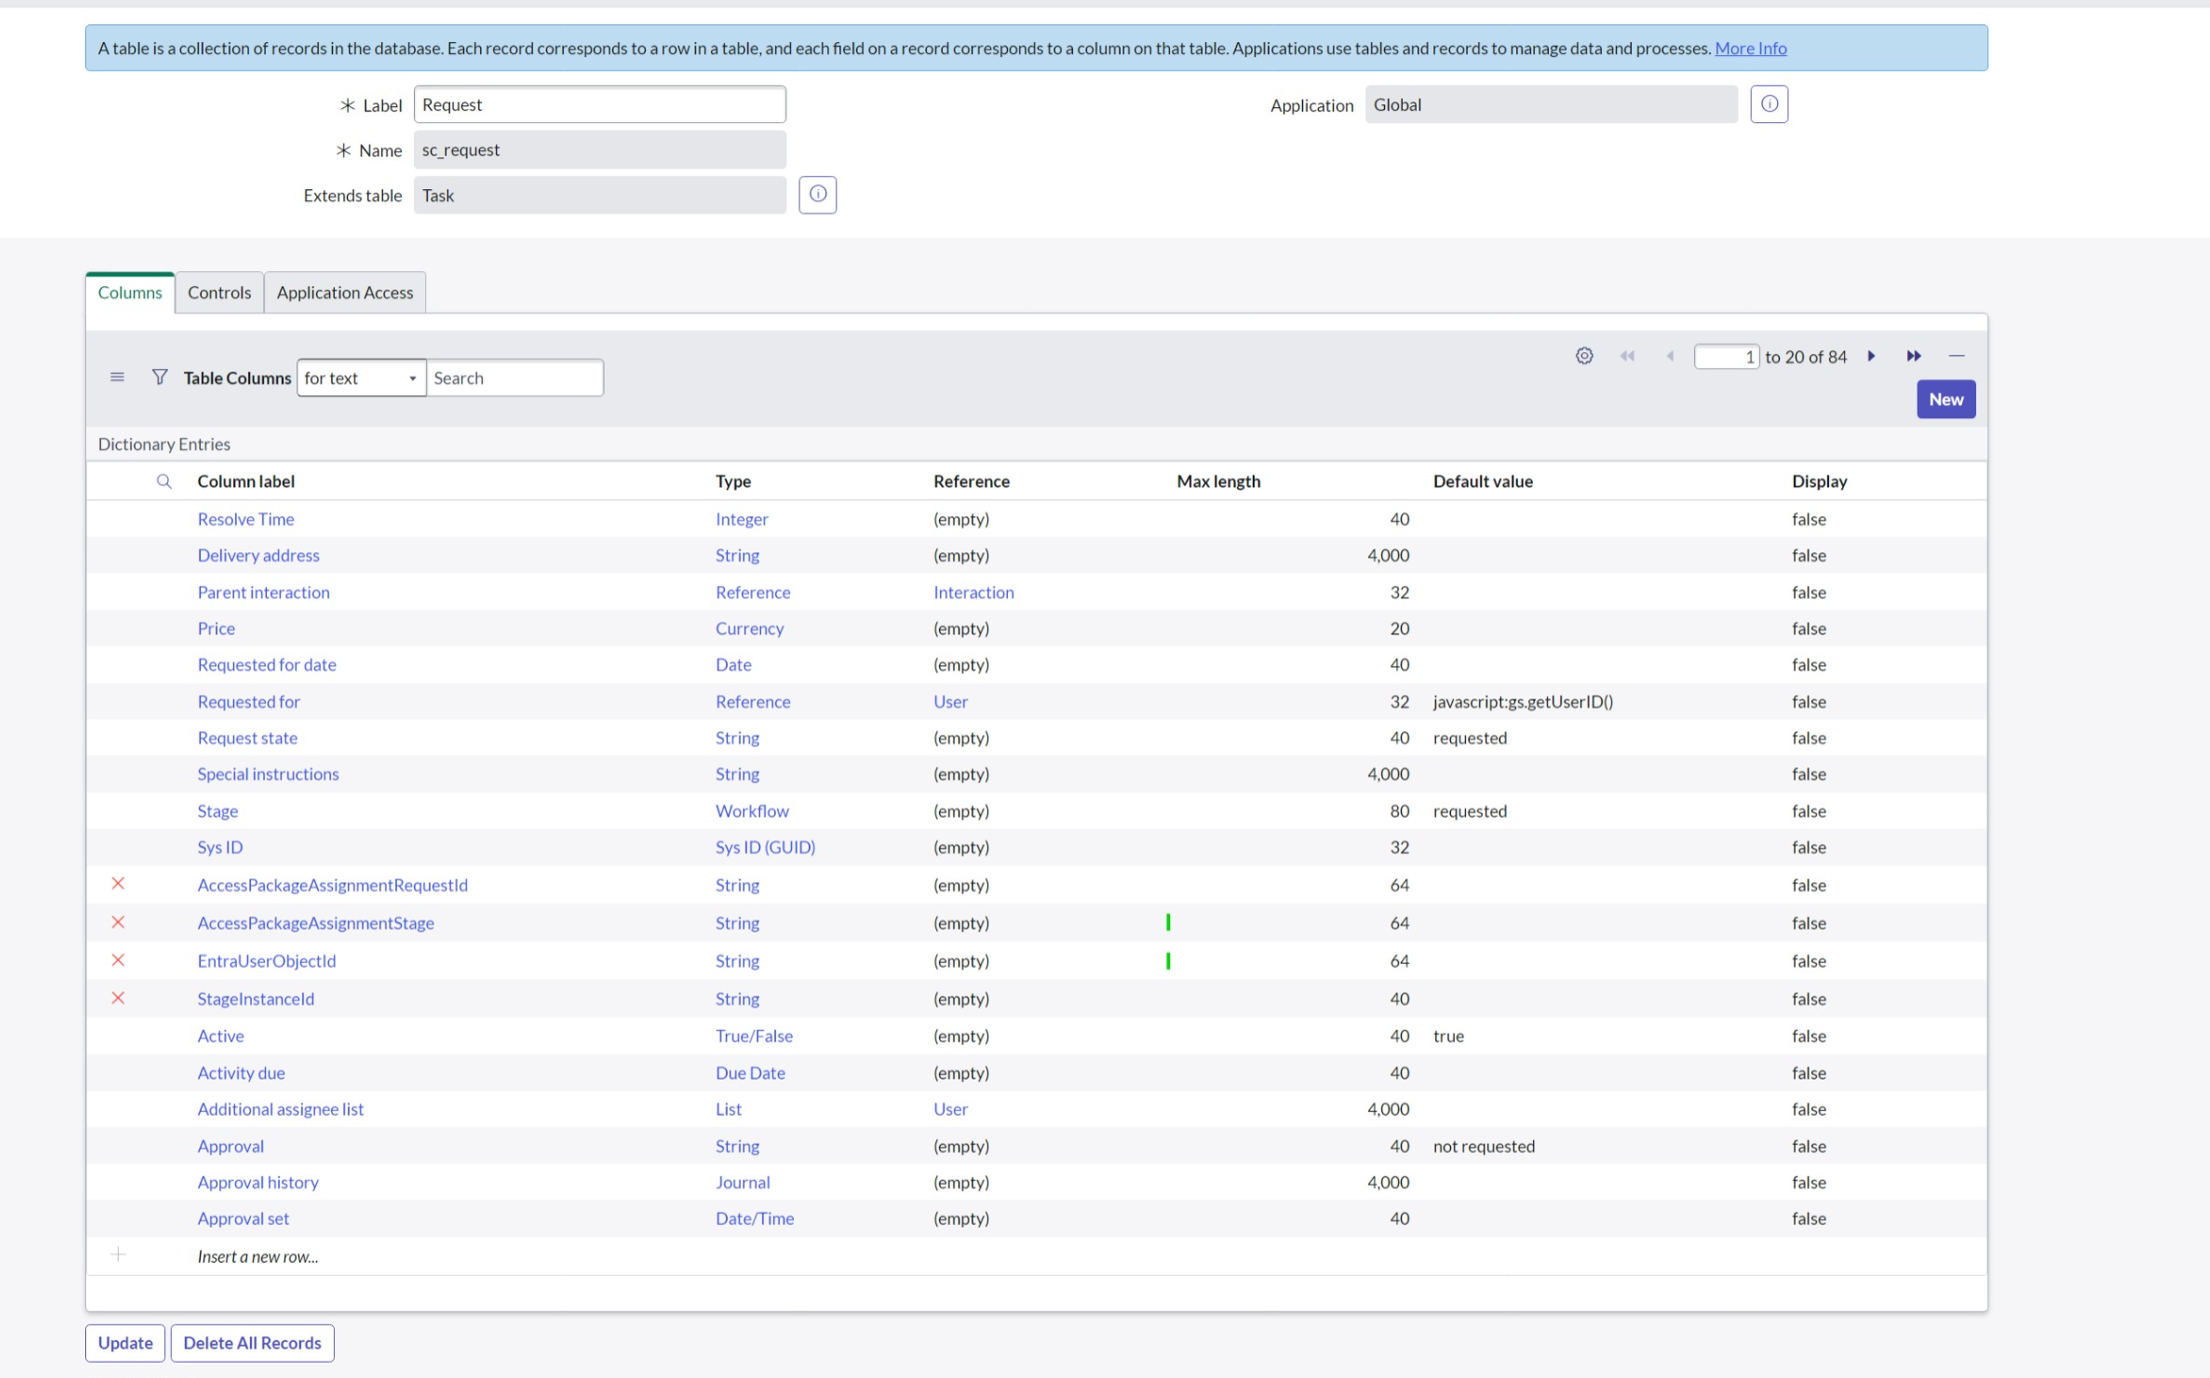 A table is a collection of records in the database. Each record corresponds to a row in a table, and each field on a record corresponds to a column on that table. Applications use tables and records to manage data and processes. More Info
Label Request Application Global
Name sc_request
Extends table Task
Columns Controls Application Access
1 to 20 of 84
Table Columns for text Search
New
Dictionary Entries
Column label Type Reference Max length Default value Display
Resolve Time Integer (empty) 40 false
Delivery address String (empty) 4,000 false
Parent interaction Reference Interaction 32 false
Price Currency (empty) 20 false
Requested for date Date (empty) 40 false
Requested for Reference User 32 javascript:gs.getUserID() false
Request state String (empty) 40 requested false
Special instructions String (empty) 4,000 false
Stage Workflow (empty) 80 requested false
Sys ID Sys ID (GUID) (empty) 32 false
AccessPackageAssignmentRequestId String (empty) 64 false
AccessPackageAssignmentStage String (empty) 64 false
EntraUserObjectId String (empty) 64 false
StageInstanceId String (empty) 40 false
Active True/False (empty) 40 true false
Activity due Due Date (empty) 40 false
Additional assignee list List User 4,000 false
Approval String (empty) 40 not requested false
Approval history Journal (empty) 4,000 false
Approval set Date/Time (empty) 40 false
Insert a new row...
Update Delete All Records